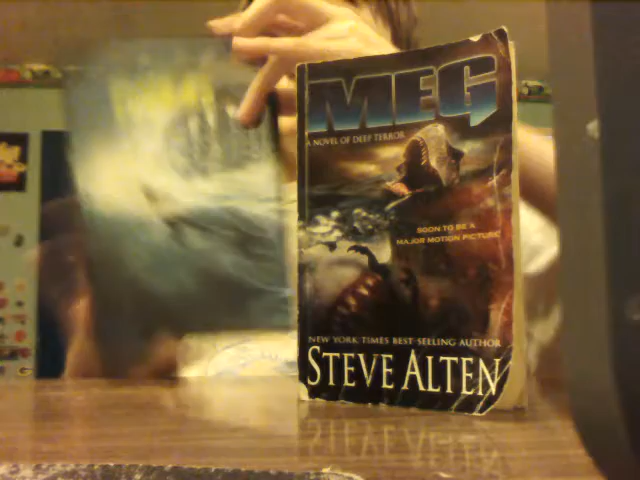 MEG
A NOVEL OF DEEP TERROR
SOON TO BE A
MAJOR MOTION PICTURE
NEW YORK TIMES BEST SELLING AUTHOR
STEVE ALTEN